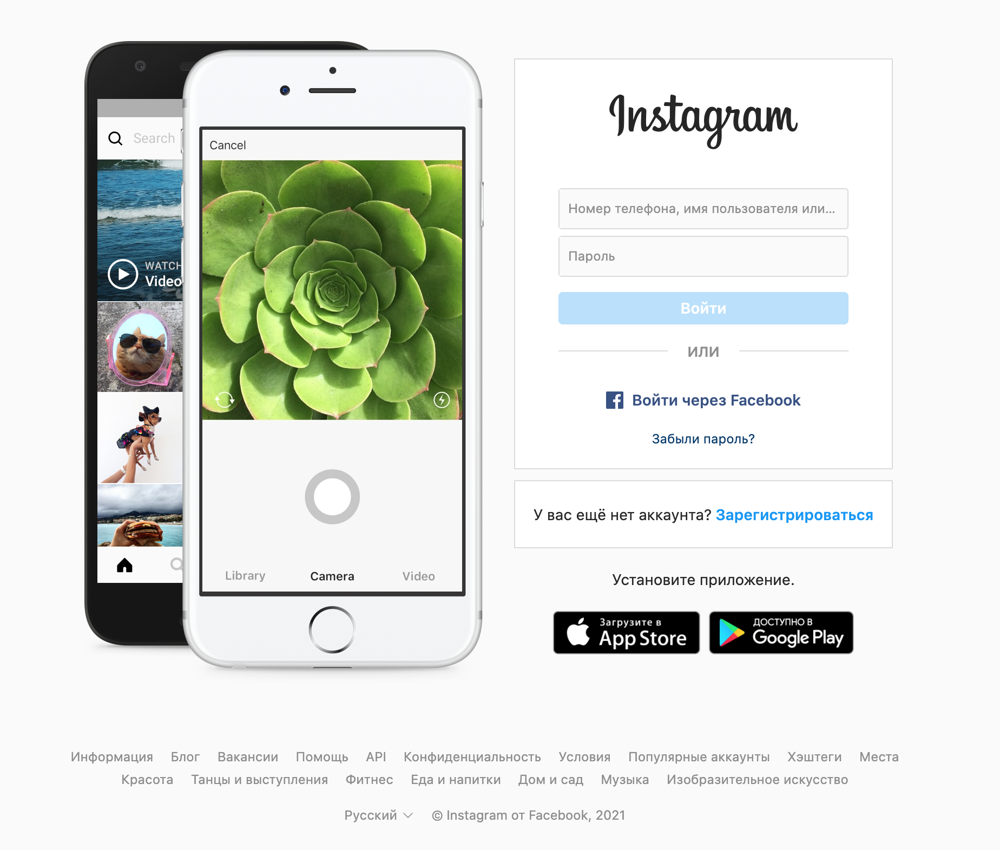 Search
WATCH
Video
Cancel
Library
Camera
Video
Instagram
Номер телефона, имя пользователя или...
Пароль
Войти
ИЛИ
Войти через Facebook
Забыли пароль?
У вас ещё нет аккаунта? Зарегистрироваться
Установите приложение.
Загрузите в
App Store
ДОСТУПНО В
Google Play
Информация Блог Вакансии Помощь API Конфиденциальность Условия Популярные аккаунты Хэштеги Места
Красота Танцы и выступления Фитнес Еда и напитки Дом и сад Музыка Изобразительное искусство
Русский © Instagram от Facebook, 2021